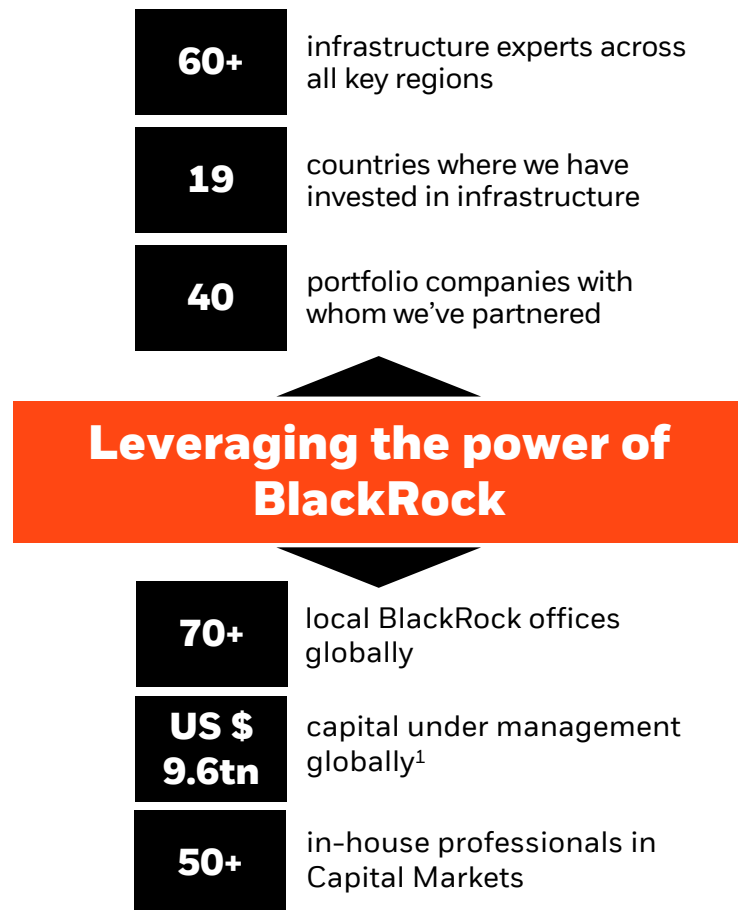 60+
infrastructure experts across
all key regions
19
countries where we have
invested in infrastructure
40
portfolio companies with
whom we’ve partnered
Leveraging the power of
BlackRock
70+
local BlackRock offices
globally
US $
9.6tn
capital under management
globally¹
50+
in-house professionals in
Capital Markets